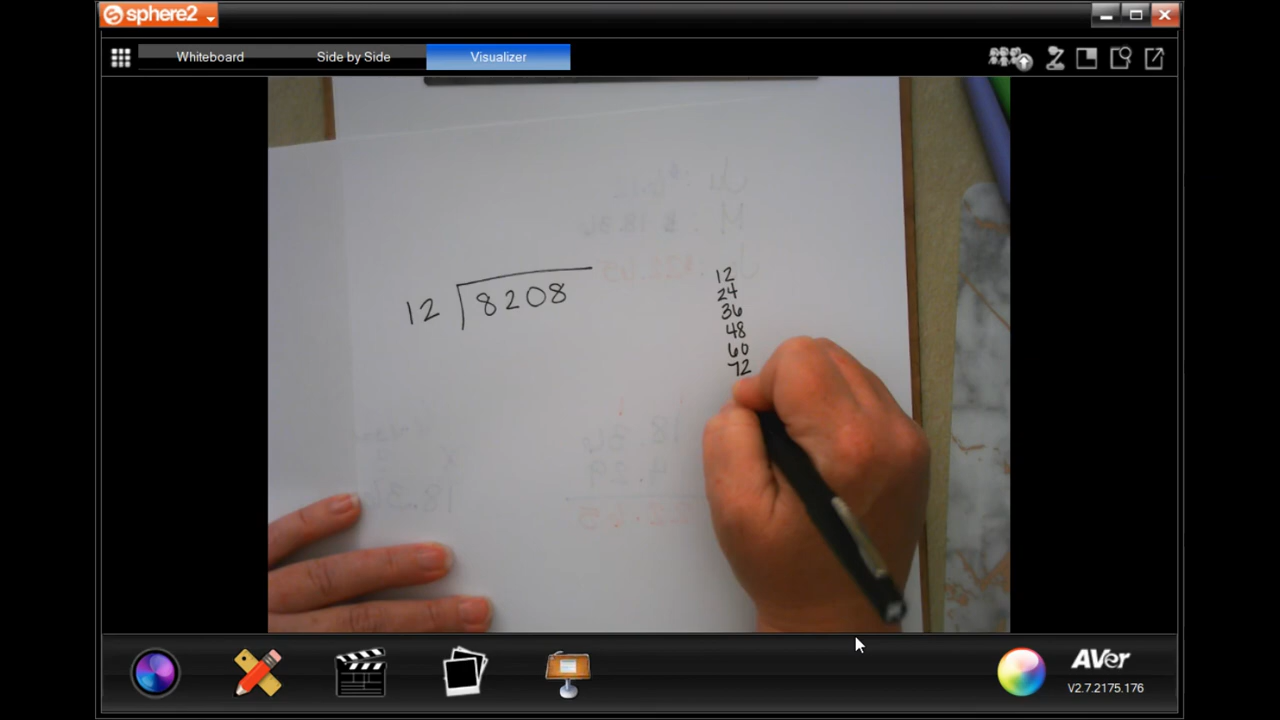 sphere2
Whiteboard Side by Side Visualizer
12 8208
12
24
36
48
60
72
AVer
V2.7.2175.176